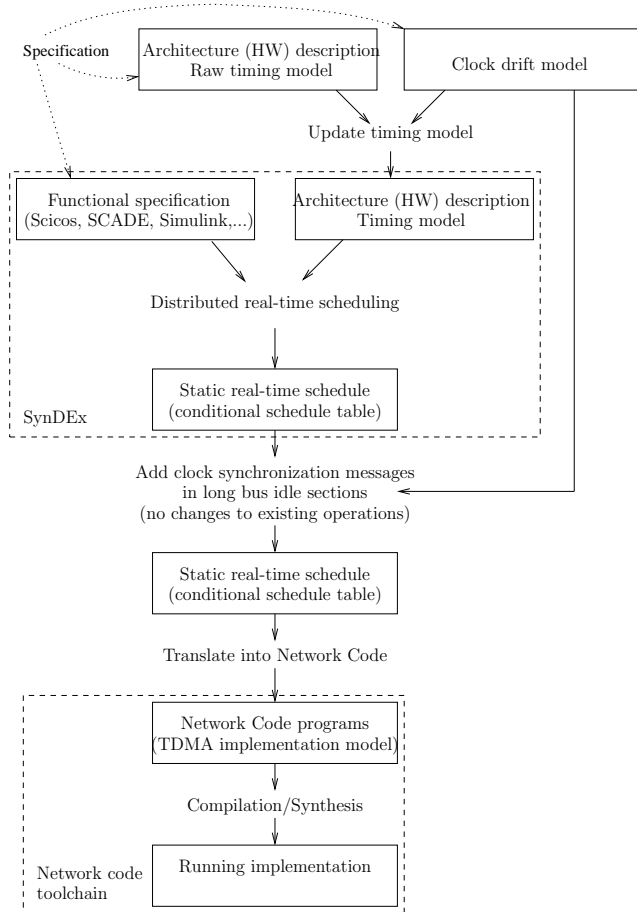 Specification
Architecture (HW) description
Raw timing model
Clock drift model
Update timing model
Functional specification
(Scicos, SCADE, Simulink,...)
Architecture (HW) description
Timing model
Distributed real-time scheduling
Static real-time schedule
(conditional schedule table)
SynDEx
Add clock synchronization messages
in long bus idle sections
(no changes to existing operations)
Static real-time schedule
(conditional schedule table)
Translate into Network Code
Network Code programs
(TDMA implementation model)
Compilation/Synthesis
Running implementation
Network code
toolchain